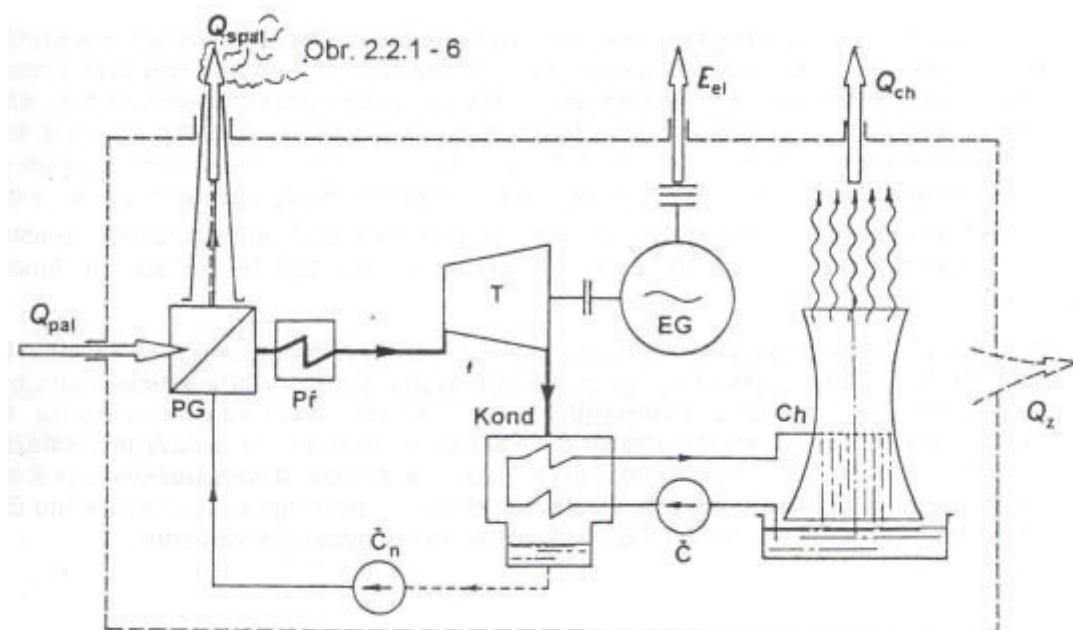 Q_spal
Obr. 2.2.1 - 6
E_el
Q_ch
Q_pal
T
EG
PG
Př
Kond
Ch
Q_z
Č
Č_n